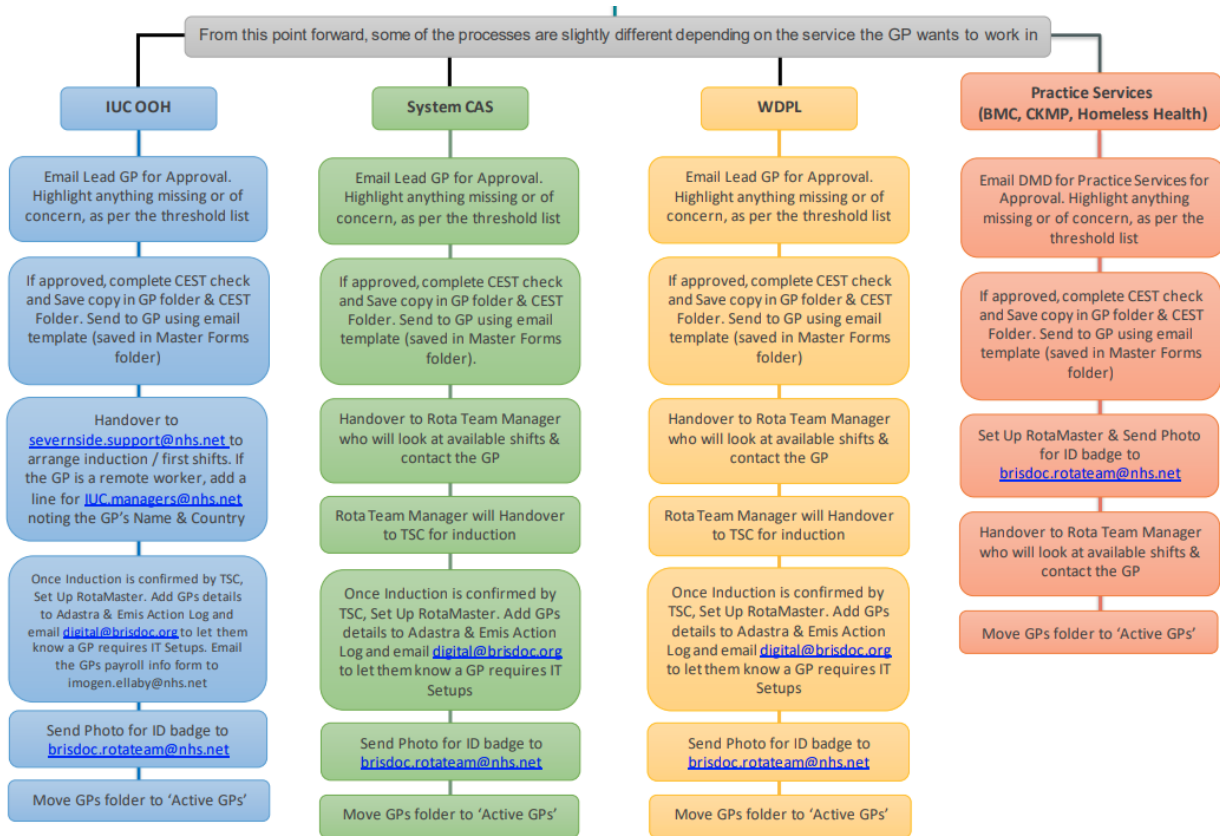 From this point forward, some of the processes are slightly different depending on the service the GP wants to work in
IUC OOH
Email Lead GP for Approval.
Highlight anything missing or of
concern, as per the threshold list
If approved, complete CEST check
and Save copy in GP folder & CEST
Folder. Send to GP using email
template (saved in Master Forms
folder)
Handover to
severnside.support@nhs.net to
arrange induction / first shifts. If
the GP is a remote worker, add a
line for IUC.managers@nhs.net
noting the GP's Name & Country
Once Induction is confirmed by TSC,
Set Up RotaMaster. Add GPs details
to Adastra & Emis Action Log and
email digital@brisdoc.org to let them
know a GP requires IT Setups. Email
the GPs payroll info form to
imogen.ellaby@nhs.net
Send Photo for ID badge to
brisdoc.rotateam@nhs.net
Move GPs folder to 'Active GPs'
System CAS
Email Lead GP for Approval.
Highlight anything missing or of
concern, as per the threshold list
If approved, complete CEST check
and Save copy in GP folder & CEST
Folder. Send to GP using email
template (saved in Master Forms
folder).
Handover to Rota Team Manager
who will look at available shifts &
contact the GP
Rota Team Manager will Handover
to TSC for induction
Once Induction is confirmed by
TSC, Set Up RotaMaster. Add GPs
details to Adastra & Emis Action
Log and email digital@brisdoc.org
to let them know a GP requires IT
Setups
Send Photo for ID badge to
brisdoc.rotateam@nhs.net
Move GPs folder to 'Active GPs'
WDPL
Email Lead GP for Approval.
Highlight anything missing or of
concern, as per the threshold list
If approved, complete CEST check
and Save copy in GP folder & CEST
Folder. Send to GP using email
template (saved in Master Forms
folder)
Handover to Rota Team Manager
who will look at available shifts &
contact the GP
Rota Team Manager will Handover
to TSC for induction
Once Induction is confirmed by
TSC, Set Up RotaMaster. Add GPs
details to Adastra & Emis Action
Log and email digital@brisdoc.org
to let them know a GP requires IT
Setups
Send Photo for ID badge to
brisdoc.rotateam@nhs.net
Move GPs folder to 'Active GPs'
Practice Services
(BMC, CKMP, Homeless Health)
Email DMD for Practice Services for
Approval. Highlight anything
missing or of concern, as per the
threshold list
If approved, complete CEST check
and Save copy in GP folder & CEST
Folder. Send to GP using email
template (saved in Master Forms
folder)
Set Up RotaMaster & Send Photo
for ID badge to
brisdoc.rotateam@nhs.net
Handover to Rota Team Manager
who will look at available shifts &
contact the GP
Move GPs folder to 'Active GPs'